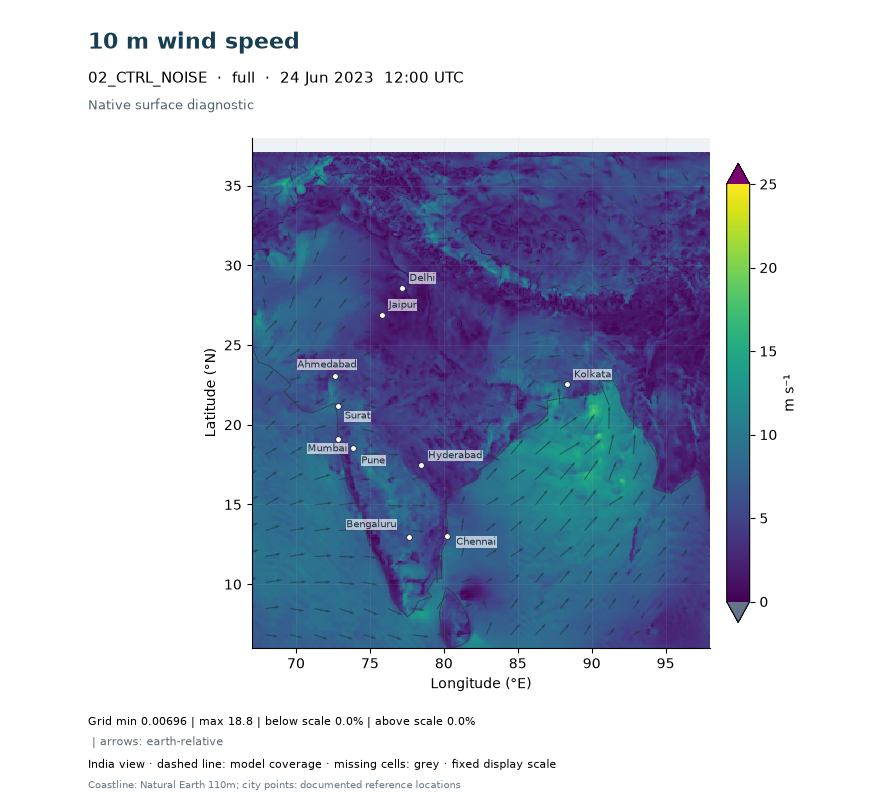 10 m wind speed
02_CTRL_NOISE · full · 24 Jun 2023 12:00 UTC
Native surface diagnostic
35
30
25
20
15
10
Latitude (°N)
Delhi
Jaipur
Ahmedabad
Kolkata
Surat
Mumbai
Pune
Hyderabad
Bengaluru
Chennai
70 75 80 85 90 95
Longitude (°E)
25
20
15
10
5
0
m s⁻¹
Grid min 0.00696 | max 18.8 | below scale 0.0% | above scale 0.0%
| arrows: earth-relative
India view · dashed line: model coverage · missing cells: grey · fixed display scale
Coastline: Natural Earth 110m; city points: documented reference locations